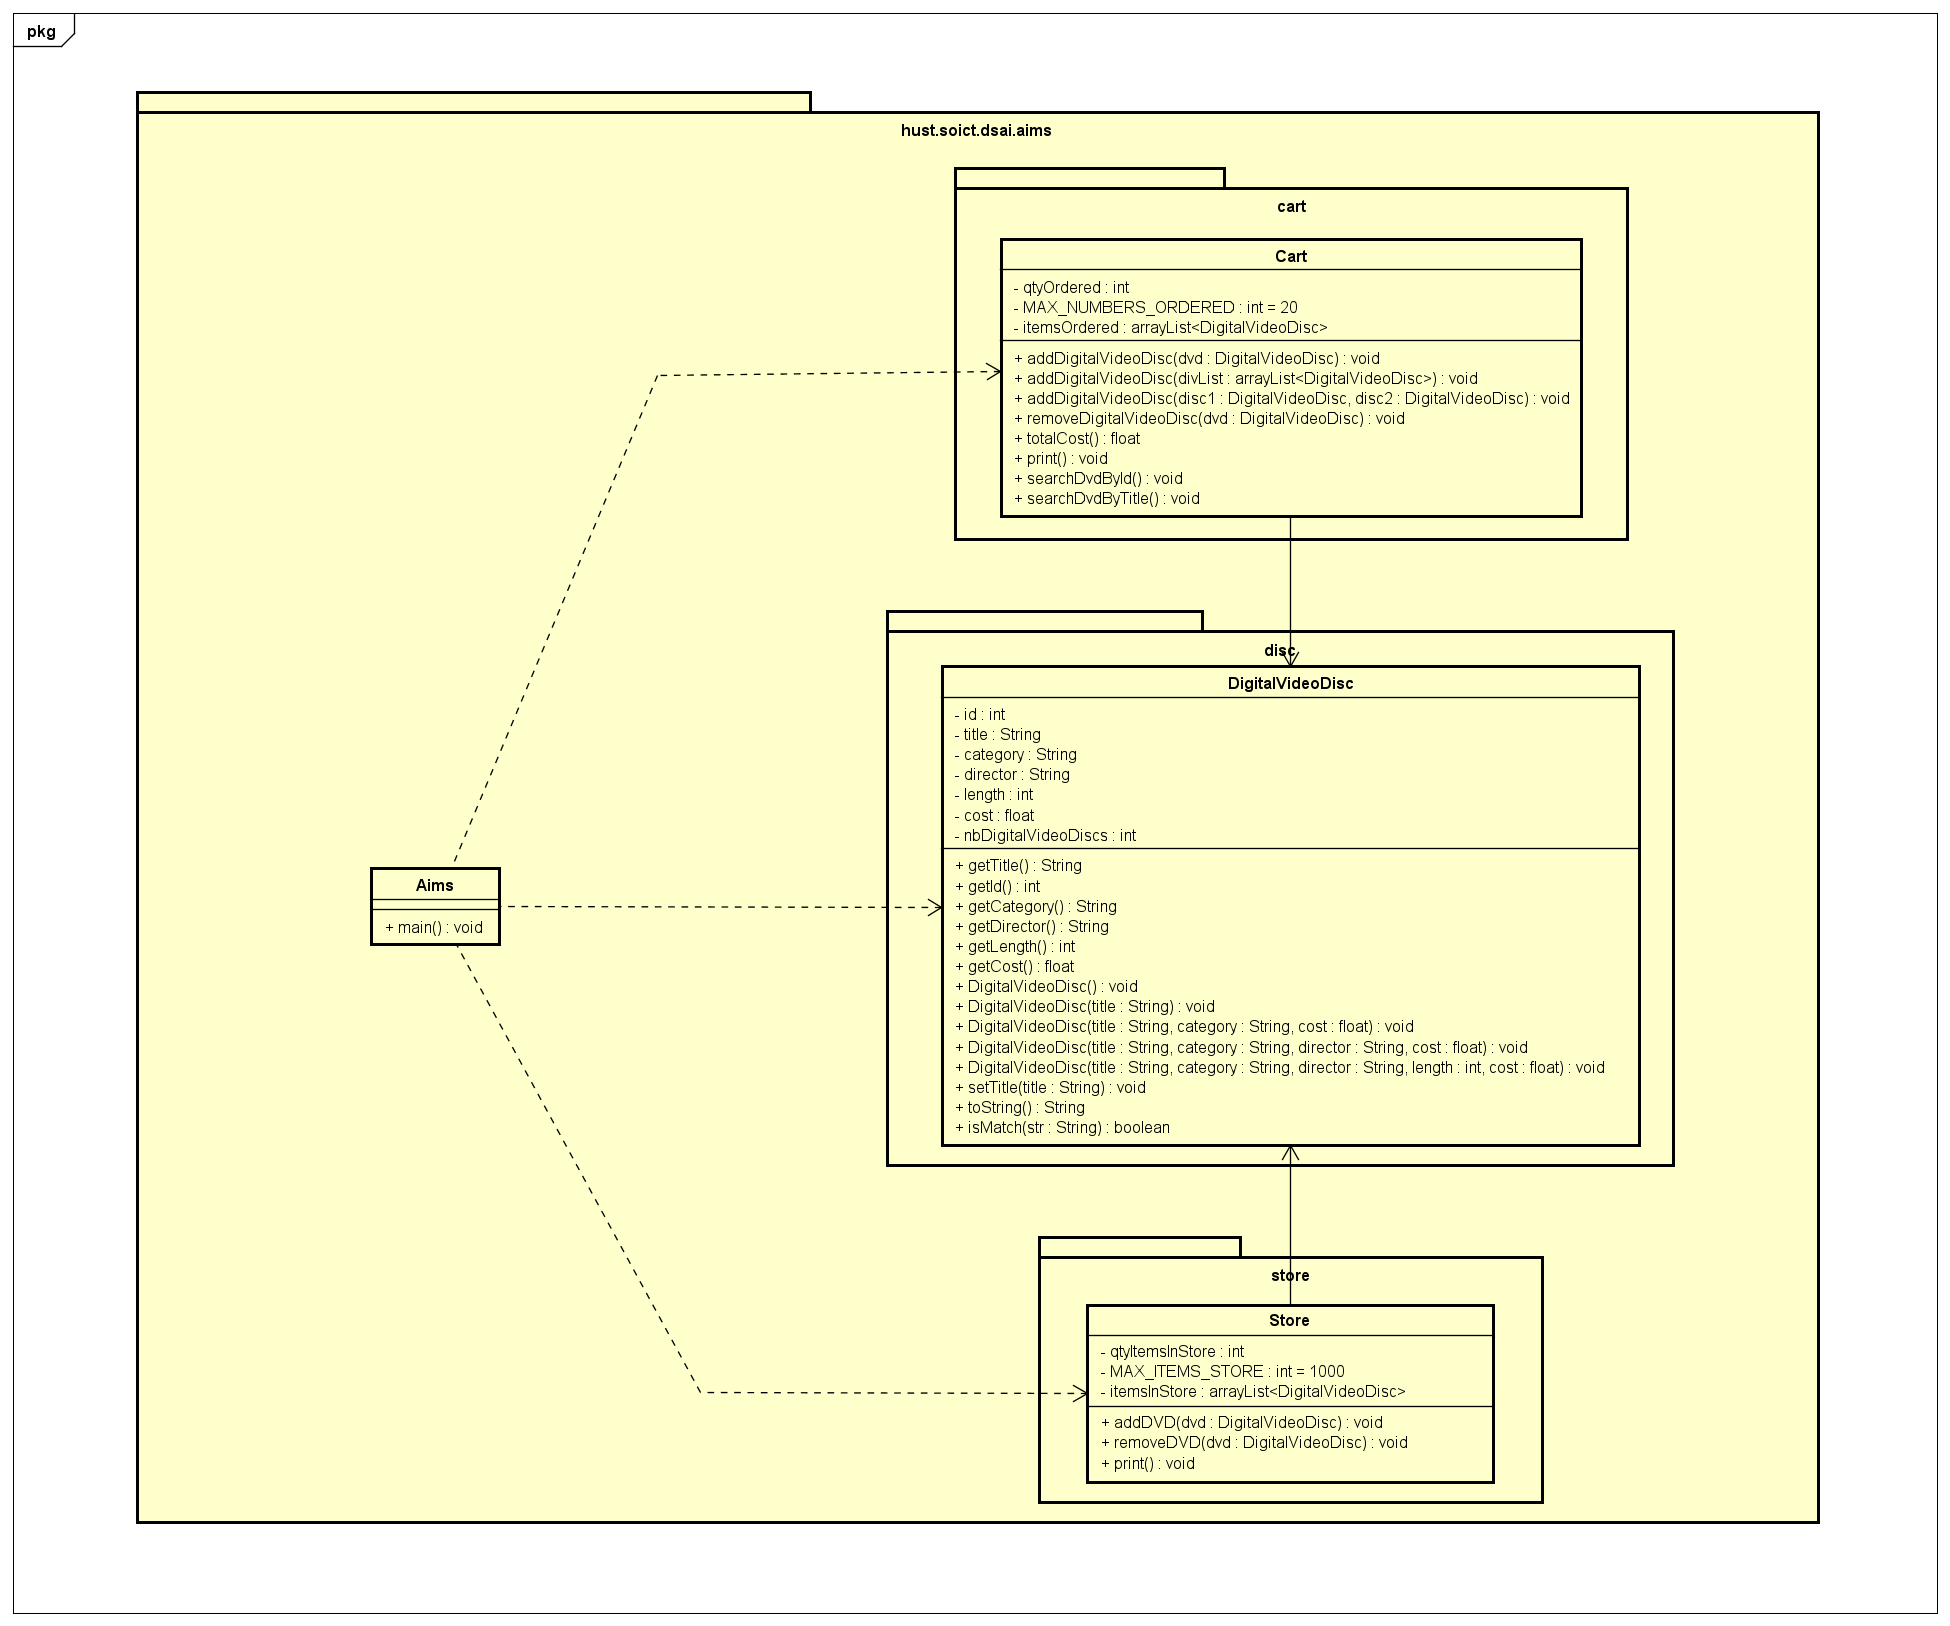 pkg
hust.soict.dsai.aims
cart
Cart
- qtyOrdered : int
- MAX_NUMBERS_ORDERED : int = 20
- itemsOrdered : arrayList<DigitalVideoDisc>
+ addDigitalVideoDisc(dvd : DigitalVideoDisc) : void
+ addDigitalVideoDisc(divList : arrayList<DigitalVideoDisc>) : void
+ addDigitalVideoDisc(disc1 : DigitalVideoDisc, disc2 : DigitalVideoDisc) : void
+ removeDigitalVideoDisc(dvd : DigitalVideoDisc) : void
+ totalCost() : float
+ print() : void
+ searchDvdById() : void
+ searchDvdByTitle() : void
disc
DigitalVideoDisc
- id : int
- title : String
- category : String
- director : String
- length : int
- cost : float
- nbDigitalVideoDiscs : int
+ getTitle() : String
+ getId() : int
+ getCategory() : String
+ getDirector() : String
+ getLength() : int
+ getCost() : float
+ DigitalVideoDisc() : void
+ DigitalVideoDisc(title : String) : void
+ DigitalVideoDisc(title : String, category : String, cost : float) : void
+ DigitalVideoDisc(title : String, category : String, director : String, cost : float) : void
+ DigitalVideoDisc(title : String, category : String, director : String, length : int, cost : float) : void
+ setTitle(title : String) : void
+ toString() : String
+ isMatch(str : String) : boolean
Aims
+ main() : void
store
Store
- qtyItemsInStore : int
- MAX_ITEMS_STORE : int = 1000
- itemsInStore : arrayList<DigitalVideoDisc>
+ addDVD(dvd : DigitalVideoDisc) : void
+ removeDVD(dvd : DigitalVideoDisc) : void
+ print() : void